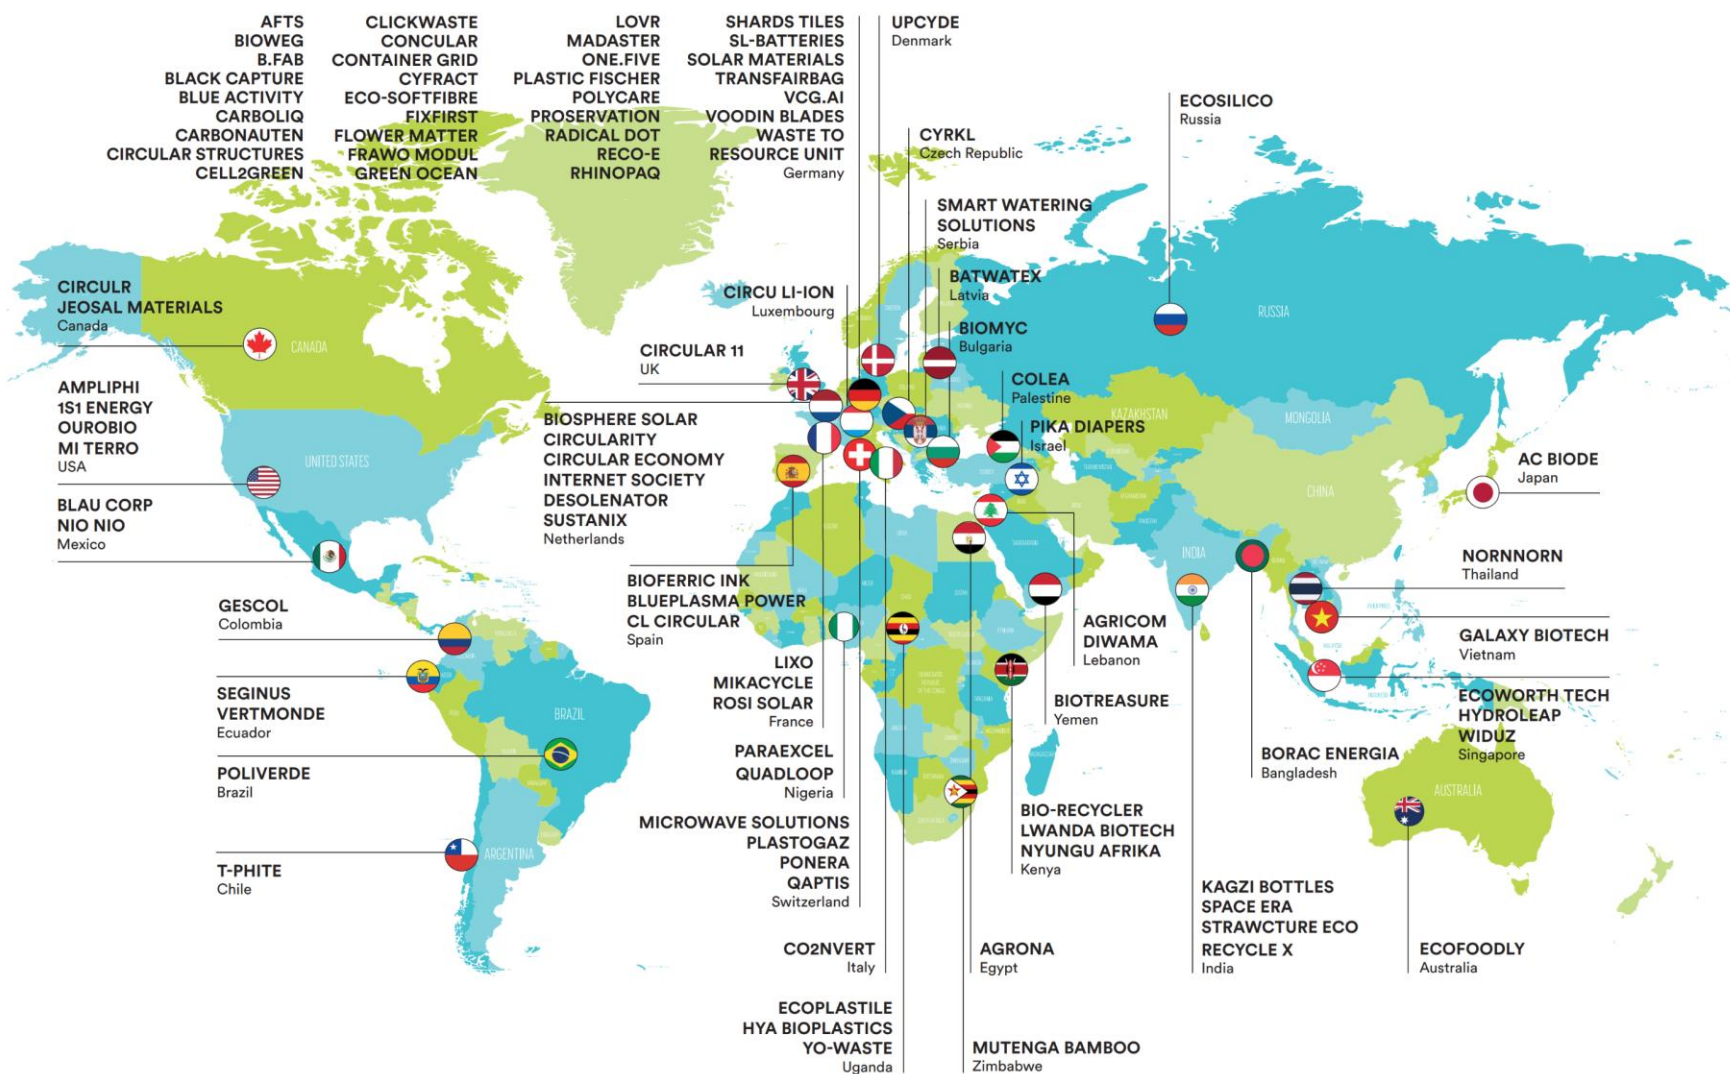 AFTS
BIOWEG
B.FAB
BLACK CAPTURE
BLUE ACTIVITY
CARBOLIQ
CARBONAUTEN
CIRCULAR STRUCTURES
CELL2GREEN
CLICKWASTE
CONCULAR
CONTAINER GRID
CYFRACT
ECO-SOFTFIBRE
FIXFIRST
FLOWER MATTER
FRAWO MODUL
GREEN OCEAN
LOVR
MADASTER
ONE.FIVE
PLASTIC FISCHER
POLYCARE
PROSERVATION
RADICAL DOT
RECO-E
RHINOPAQ
SHARDS TILES
SL-BATTERIES
SOLAR MATERIALS
TRANSFAIRBAG
VCG.AI
VOODIN BLADES
WASTE TO
RESOURCE UNIT
Germany
UPCYDE
Denmark
CYRKL
Czech Republic
ECOSILICO
Russia
SMART WATERING
SOLUTIONS
Serbia
BATWATEX
Latvia
BIOMYC
Bulgaria
COLEA
Palestine
PIKA DIAPERS
Israel
CIRCU LI-ION
Luxembourg
CIRCULAR 11
UK
CIRCULR
JEOSAL MATERIALS
Canada
AMPLIPHI
1S1 ENERGY
OUROBIO
MI TERRO
USA
BLAU CORP
NIO NIO
Mexico
BIOSPHERE SOLAR
CIRCULARITY
CIRCULAR ECONOMY
INTERNET SOCIETY
DESOLENATOR
SUSTANIX
Netherlands
BIOFERRIC INK
BLUEPLASMA POWER
CL CIRCULAR
Spain
GESCOL
Colombia
SEGINUS
VERTMONDE
Ecuador
POLIVERDE
Brazil
T-PHITE
Chile
LIXO
MIKACYCLE
ROSI SOLAR
France
PARAEXCEL
QUADLOOP
Nigeria
MICROWAVE SOLUTIONS
PLASTOGAZ
PONERA
QAPTIS
Switzerland
CO2NVERT
Italy
ECOPLASTILE
HYA BIOPLASTICS
YO-WASTE
Uganda
AGRONA
Egypt
MUTENGA BAMBOO
Zimbabwe
BIO-RECYCLER
LWANDA BIOTECH
NYUNGU AFRIKA
Kenya
BIOTREASURE
Yemen
AGRICOM
DIWAMA
Lebanon
AC BIODE
Japan
NORNNORN
Thailand
GALAXY BIOTECH
Vietnam
ECOWORTH TECH
HYDROLEAP
WIDUZ
Singapore
BORAC ENERGIA
Bangladesh
KAGZI BOTTLES
SPACE ERA
STRAWCTURE ECO
RECYCLE X
India
ECOFOODLY
Australia
CANADA
UNITED STATES
BRAZIL
ARGENTINA
RUSSIA
KAZAKHSTAN
MONGOLIA
CHINA
INDIA
AUSTRALIA